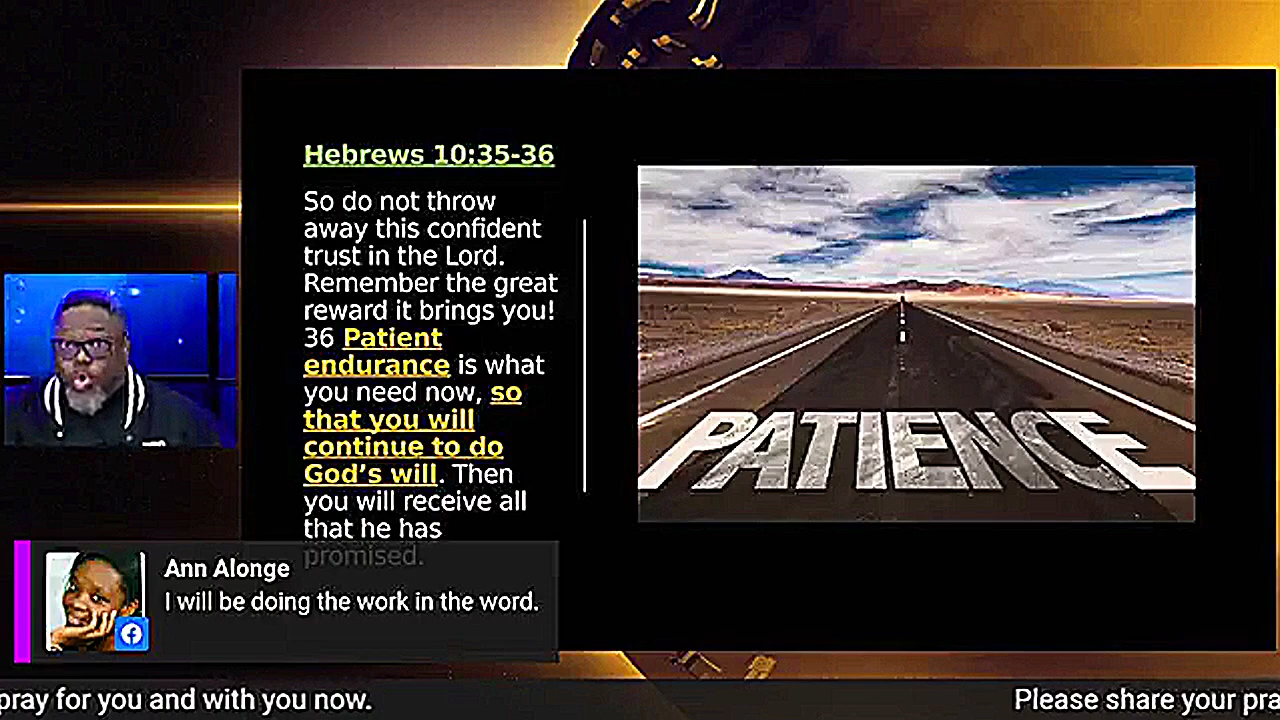 Hebrews 10:35-36
So do not throw
away this confident
trust in the Lord.
Remember the great
reward it brings you!
36 Patient
endurance is what
you need now, so
that you will
continue to do
God’s will. Then
you will receive all
that he has
promised.
PATIENCE
Ann Alonge
I will be doing the work in the word.
pray for you and with you now.
Please share your pra